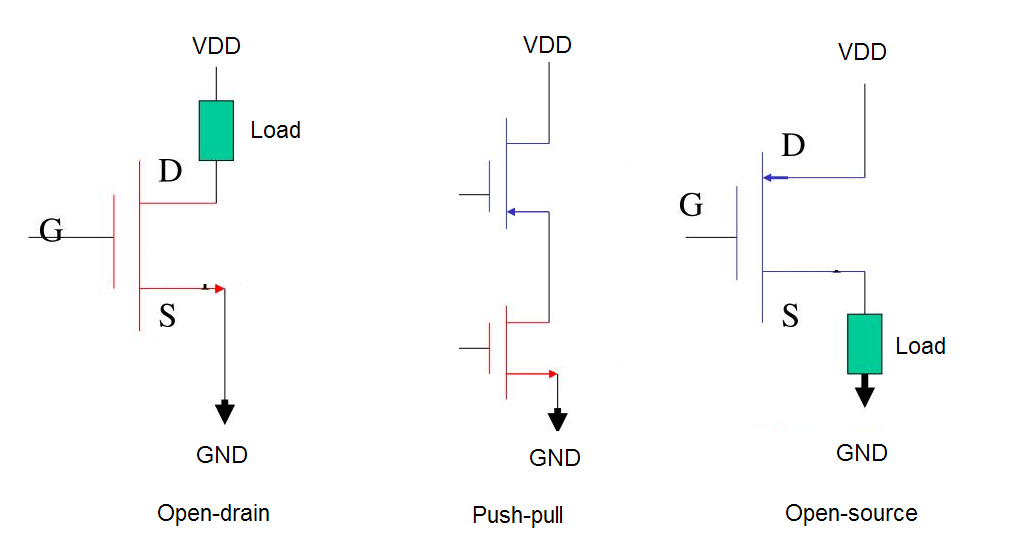 VDD
Load
D
G
S
GND
Open-drain
VDD
GND
Push-pull
VDD
D
G
S
Load
GND
Open-source